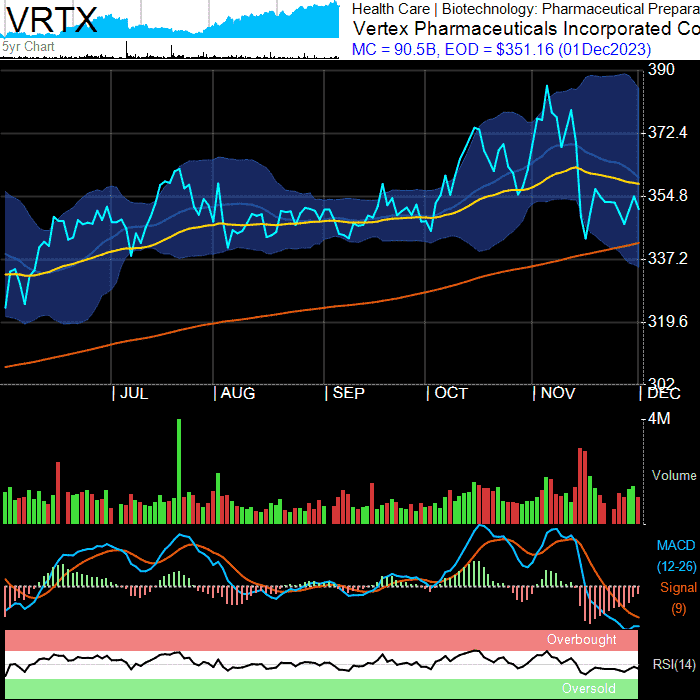 VRTX
5yr Chart
Health Care | Biotechnology: Pharmaceutical Prepara
Vertex Pharmaceuticals Incorporated Co
MC = 90.5B, EOD = $351.16 (01Dec2023)
390
372.4
354.8
337.2
319.6
302
JUL
AUG
SEP
OCT
NOV
DEC
4M
Volume
MACD
(12-26)
Signal
(9)
Overbought
RSI(14)
Oversold